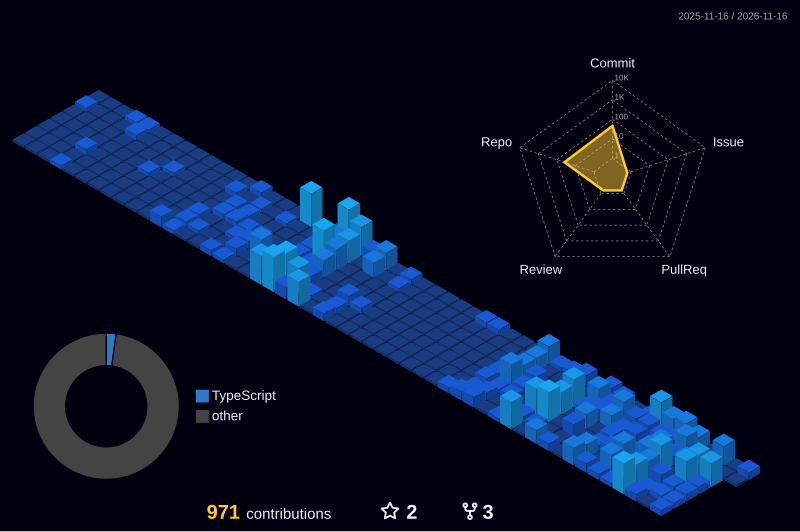 2025-11-16 / 2026-11-16
Commit
10K
1K
100
10
Repo
Issue
Review
PullReq
TypeScript
other
971 contributions
2
3